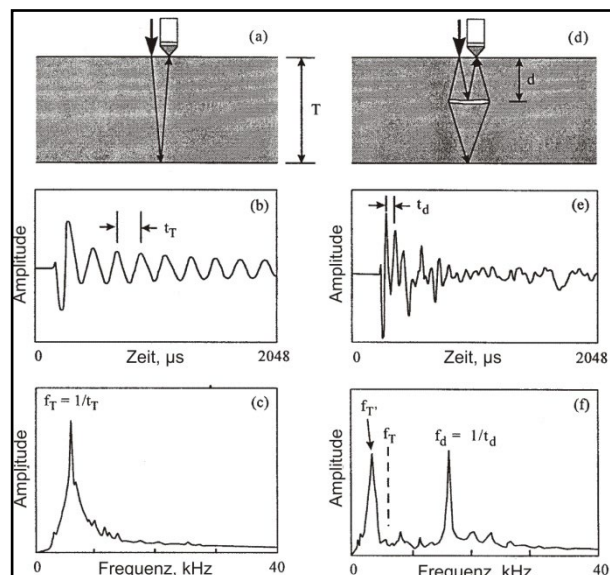 (a)
T
(d)
d
(b)
t_T
Amplitude
0
Zeit, µs
2048
(e)
t_d
Amplitude
0
Zeit, µs
2048
(c)
f_T = 1/t_T
Amplitude
0
Frequenz, kHz
40
(f)
f_T'
f_T
f_d = 1/t_d
Amplitude
0
Frequenz, kHz
40